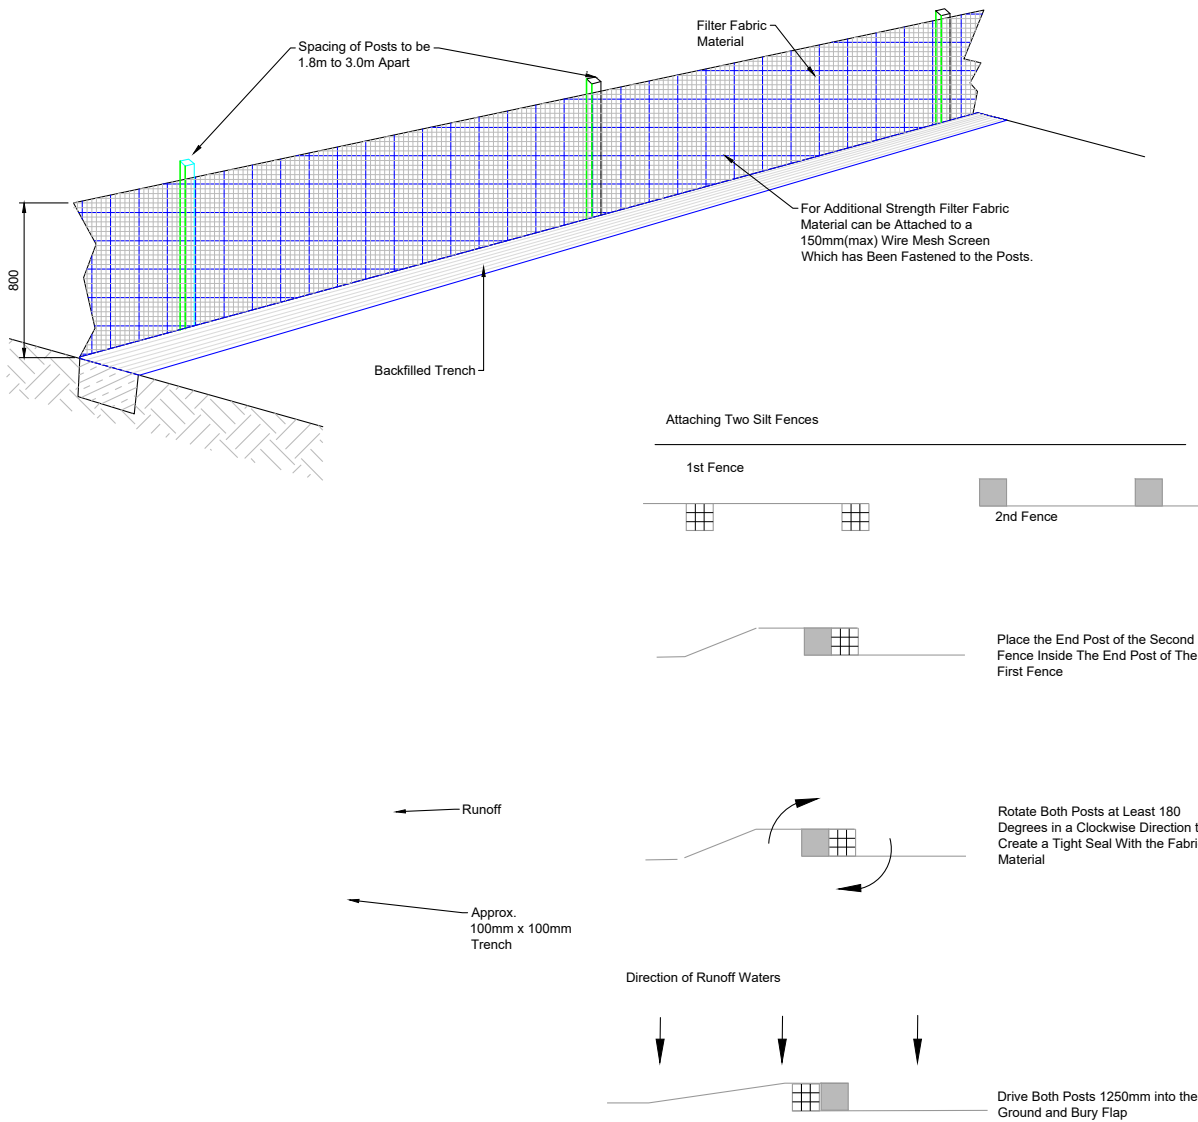 Spacing of Posts to be
1.8m to 3.0m Apart
Filter Fabric
Material
For Additional Strength Filter Fabric
Material can be Attached to a
150mm(max) Wire Mesh Screen
Which has Been Fastened to the Posts.
800
Backfilled Trench
Attaching Two Silt Fences
1st Fence
2nd Fence
Place the End Post of the Second
Fence Inside The End Post of The
First Fence
Runoff
Rotate Both Posts at Least 180
Degrees in a Clockwise Direction t
Create a Tight Seal With the Fabri
Material
Approx.
100mm x 100mm
Trench
Direction of Runoff Waters
Drive Both Posts 1250mm into the
Ground and Bury Flap